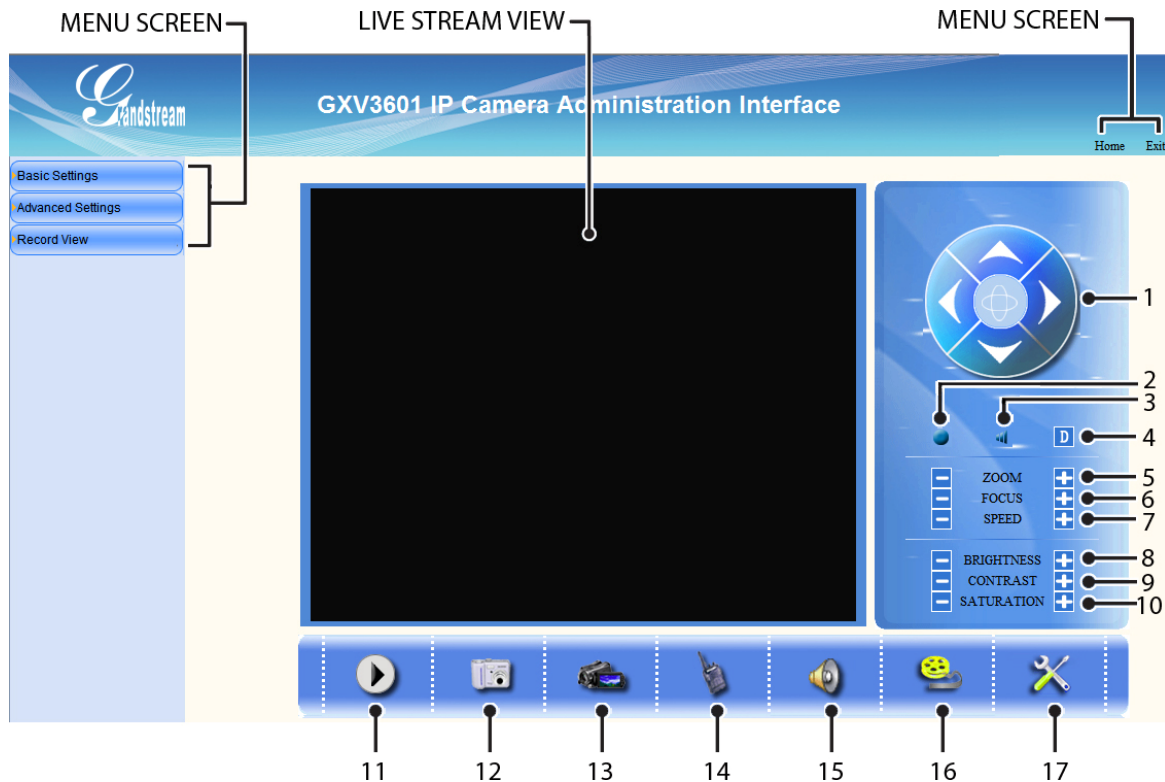 MENU SCREEN
LIVE STREAM VIEW
MENU SCREEN
Grandstream
GXV3601 IP Camera Administration Interface
Home Exit
Basic Settings
Advanced Settings
Record View
1
2
3
D 4
ZOOM 5
FOCUS 6
SPEED 7
BRIGHTNESS 8
CONTRAST 9
SATURATION 10
11 12 13 14 15 16 17